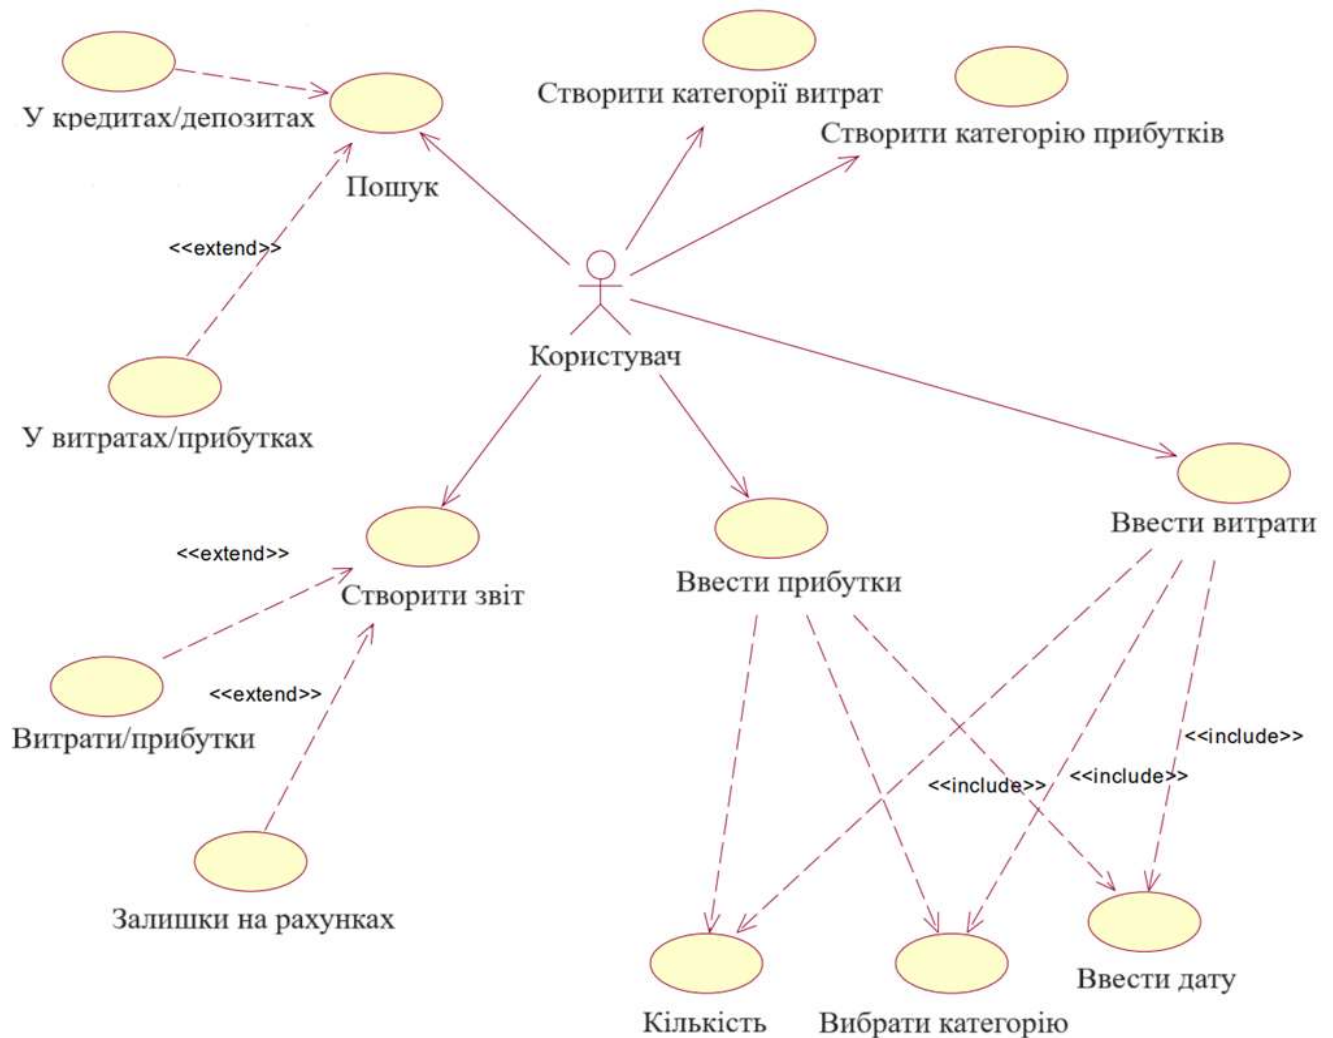 Створити категорії витрат
У кредитах/депозитах
Створити категорію прибутків
Пошук
<<extend>>
Користувач
У витратах/прибутках
Ввести витрати
<<extend>>
Ввести прибутки
Створити звіт
<<extend>>
Витрати/прибутки
<<include>>
<<include>>
<<include>>
Залишки на рахунках
Ввести дату
Кількість
Вибрати категорію